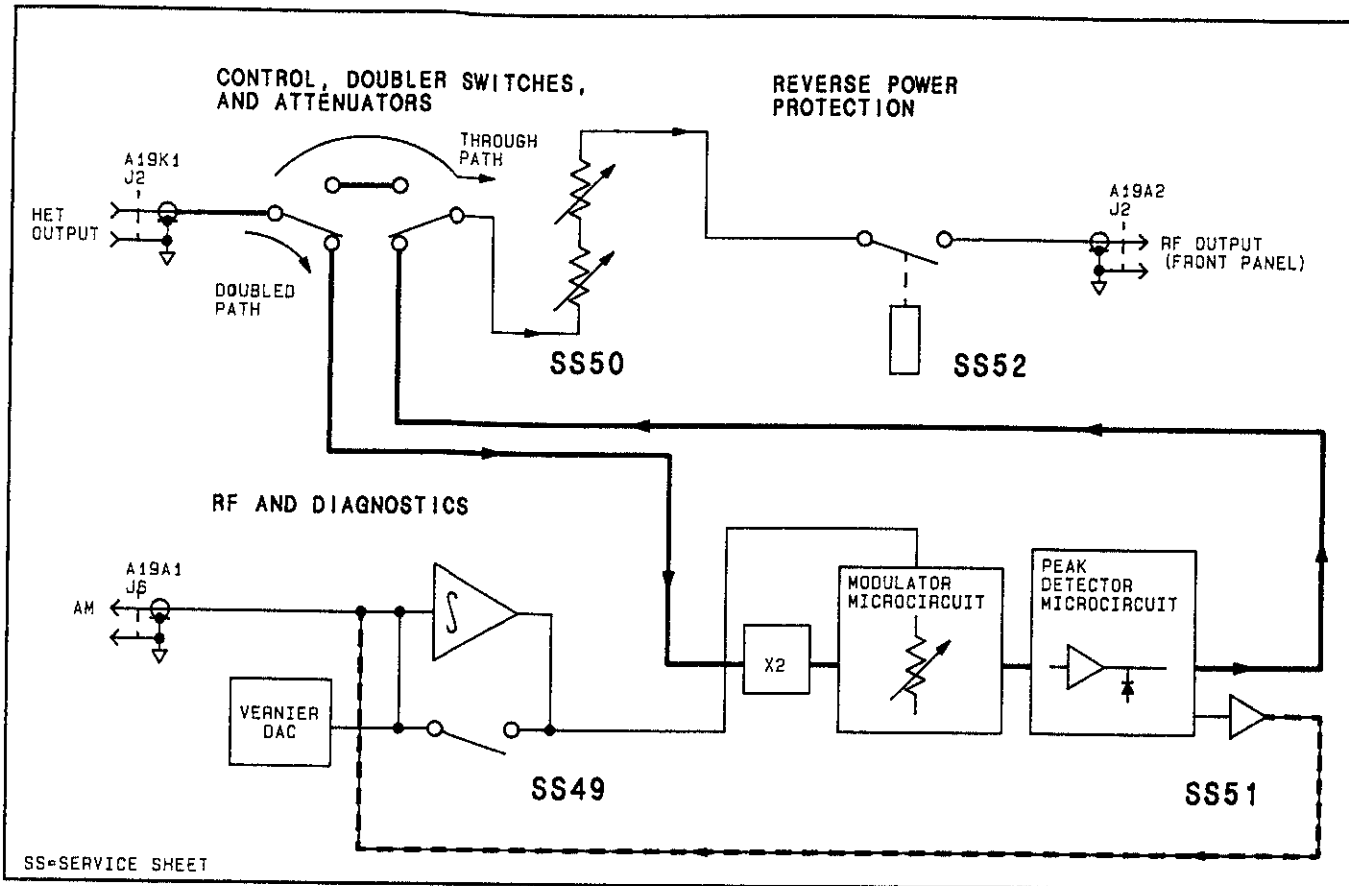 CONTROL, DOUBLER SWITCHES,
AND ATTENUATORS
REVERSE POWER
PROTECTION
THROUGH
PATH
A19K1
J2
HET
OUTPUT
DOUBLED
PATH
A19A2
J2
RF OUTPUT
(FRONT PANEL)
SS50
SS52
RF AND DIAGNOSTICS
A19A1
J6
AM
MODULATOR
MICROCIRCUIT
PEAK
DETECTOR
MICROCIRCUIT
X2
VERNIER
DAC
SS49
SS51
SS=SERVICE SHEET